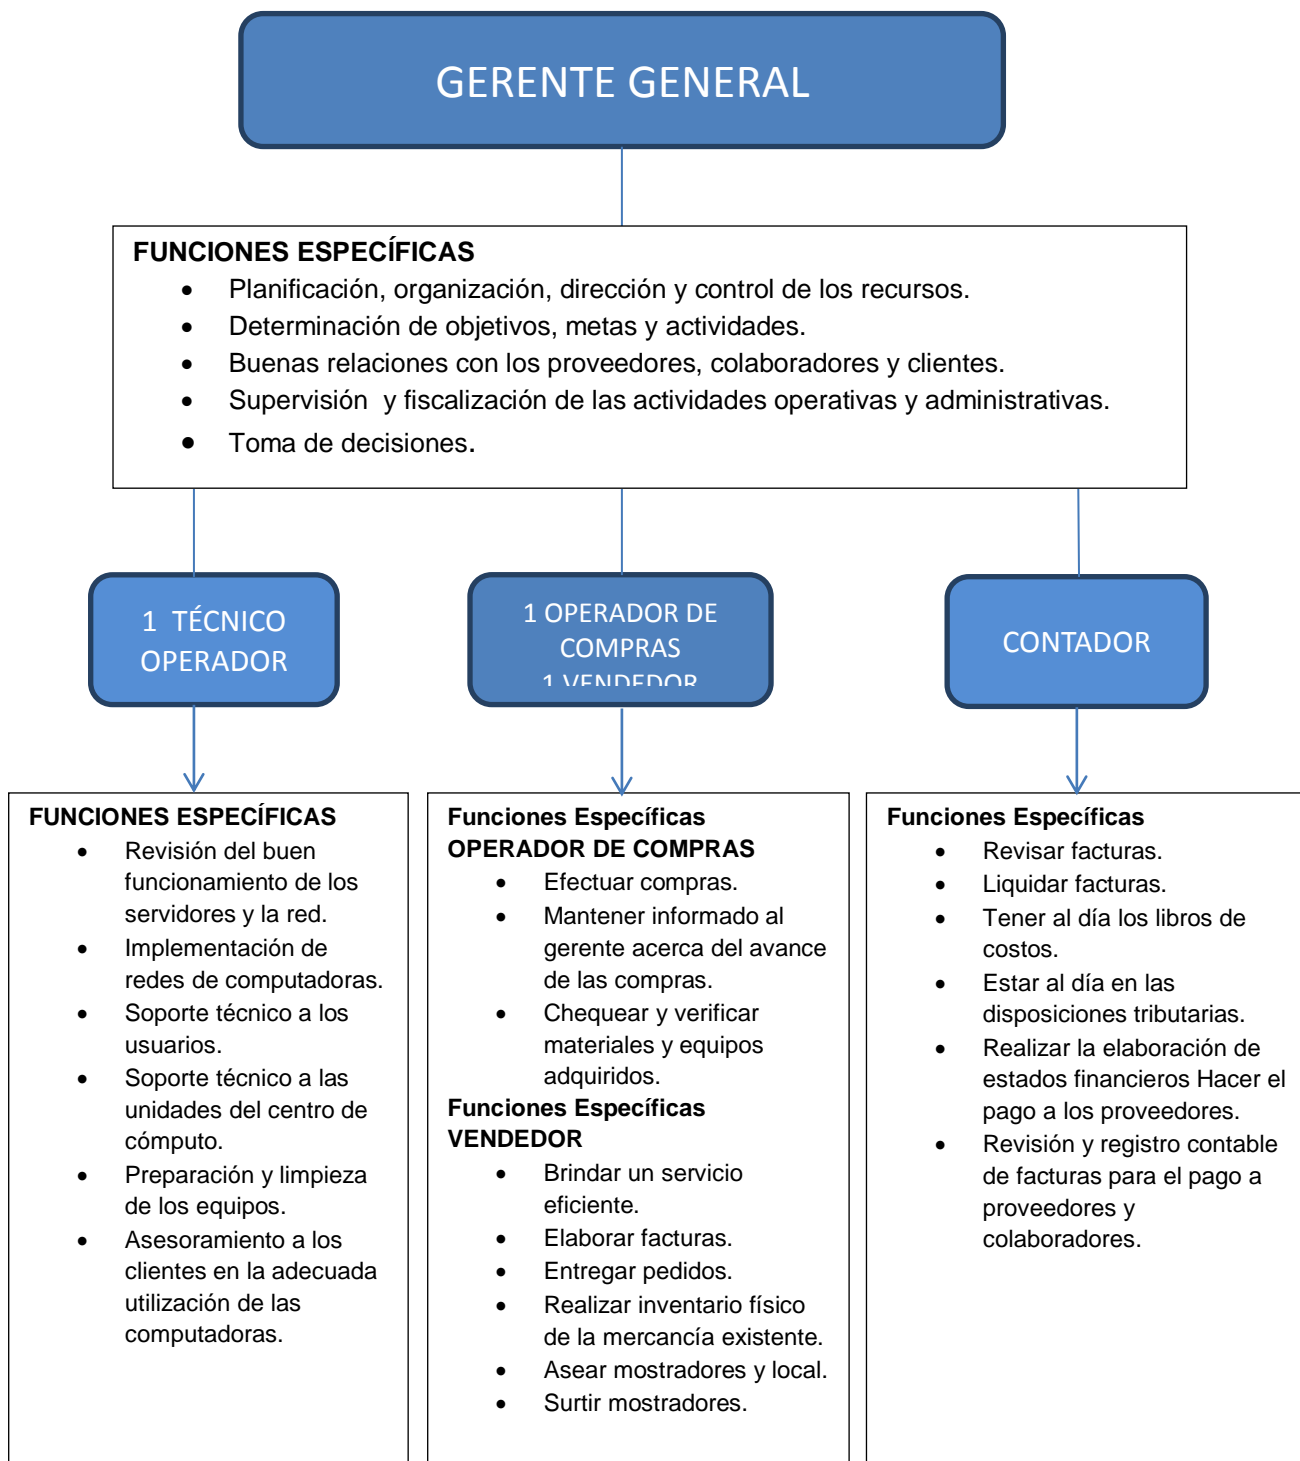 GERENTE GENERAL
FUNCIONES ESPECÍFICAS
• Planificación, organización, dirección y control de los recursos.
• Determinación de objetivos, metas y actividades.
• Buenas relaciones con los proveedores, colaboradores y clientes.
• Supervisión  y fiscalización de las actividades operativas y administrativas.
• Toma de decisiones.
1  TÉCNICO
OPERADOR
1 OPERADOR DE
COMPRAS
1 VENDEDOR
CONTADOR
FUNCIONES ESPECÍFICAS
• Revisión del buen
funcionamiento de los
servidores y la red.
• Implementación de
redes de computadoras.
• Soporte técnico a los
usuarios.
• Soporte técnico a las
unidades del centro de
cómputo.
• Preparación y limpieza
de los equipos.
• Asesoramiento a los
clientes en la adecuada
utilización de las
computadoras.
Funciones Específicas
OPERADOR DE COMPRAS
• Efectuar compras.
• Mantener informado al
gerente acerca del avance
de las compras.
• Chequear y verificar
materiales y equipos
adquiridos.
Funciones Específicas
VENDEDOR
• Brindar un servicio
eficiente.
• Elaborar facturas.
• Entregar pedidos.
• Realizar inventario físico
de la mercancía existente.
• Asear mostradores y local.
• Surtir mostradores.
Funciones Específicas
• Revisar facturas.
• Liquidar facturas.
• Tener al día los libros de
costos.
• Estar al día en las
disposiciones tributarias.
• Realizar la elaboración de
estados financieros Hacer el
pago a los proveedores.
• Revisión y registro contable
de facturas para el pago a
proveedores y
colaboradores.